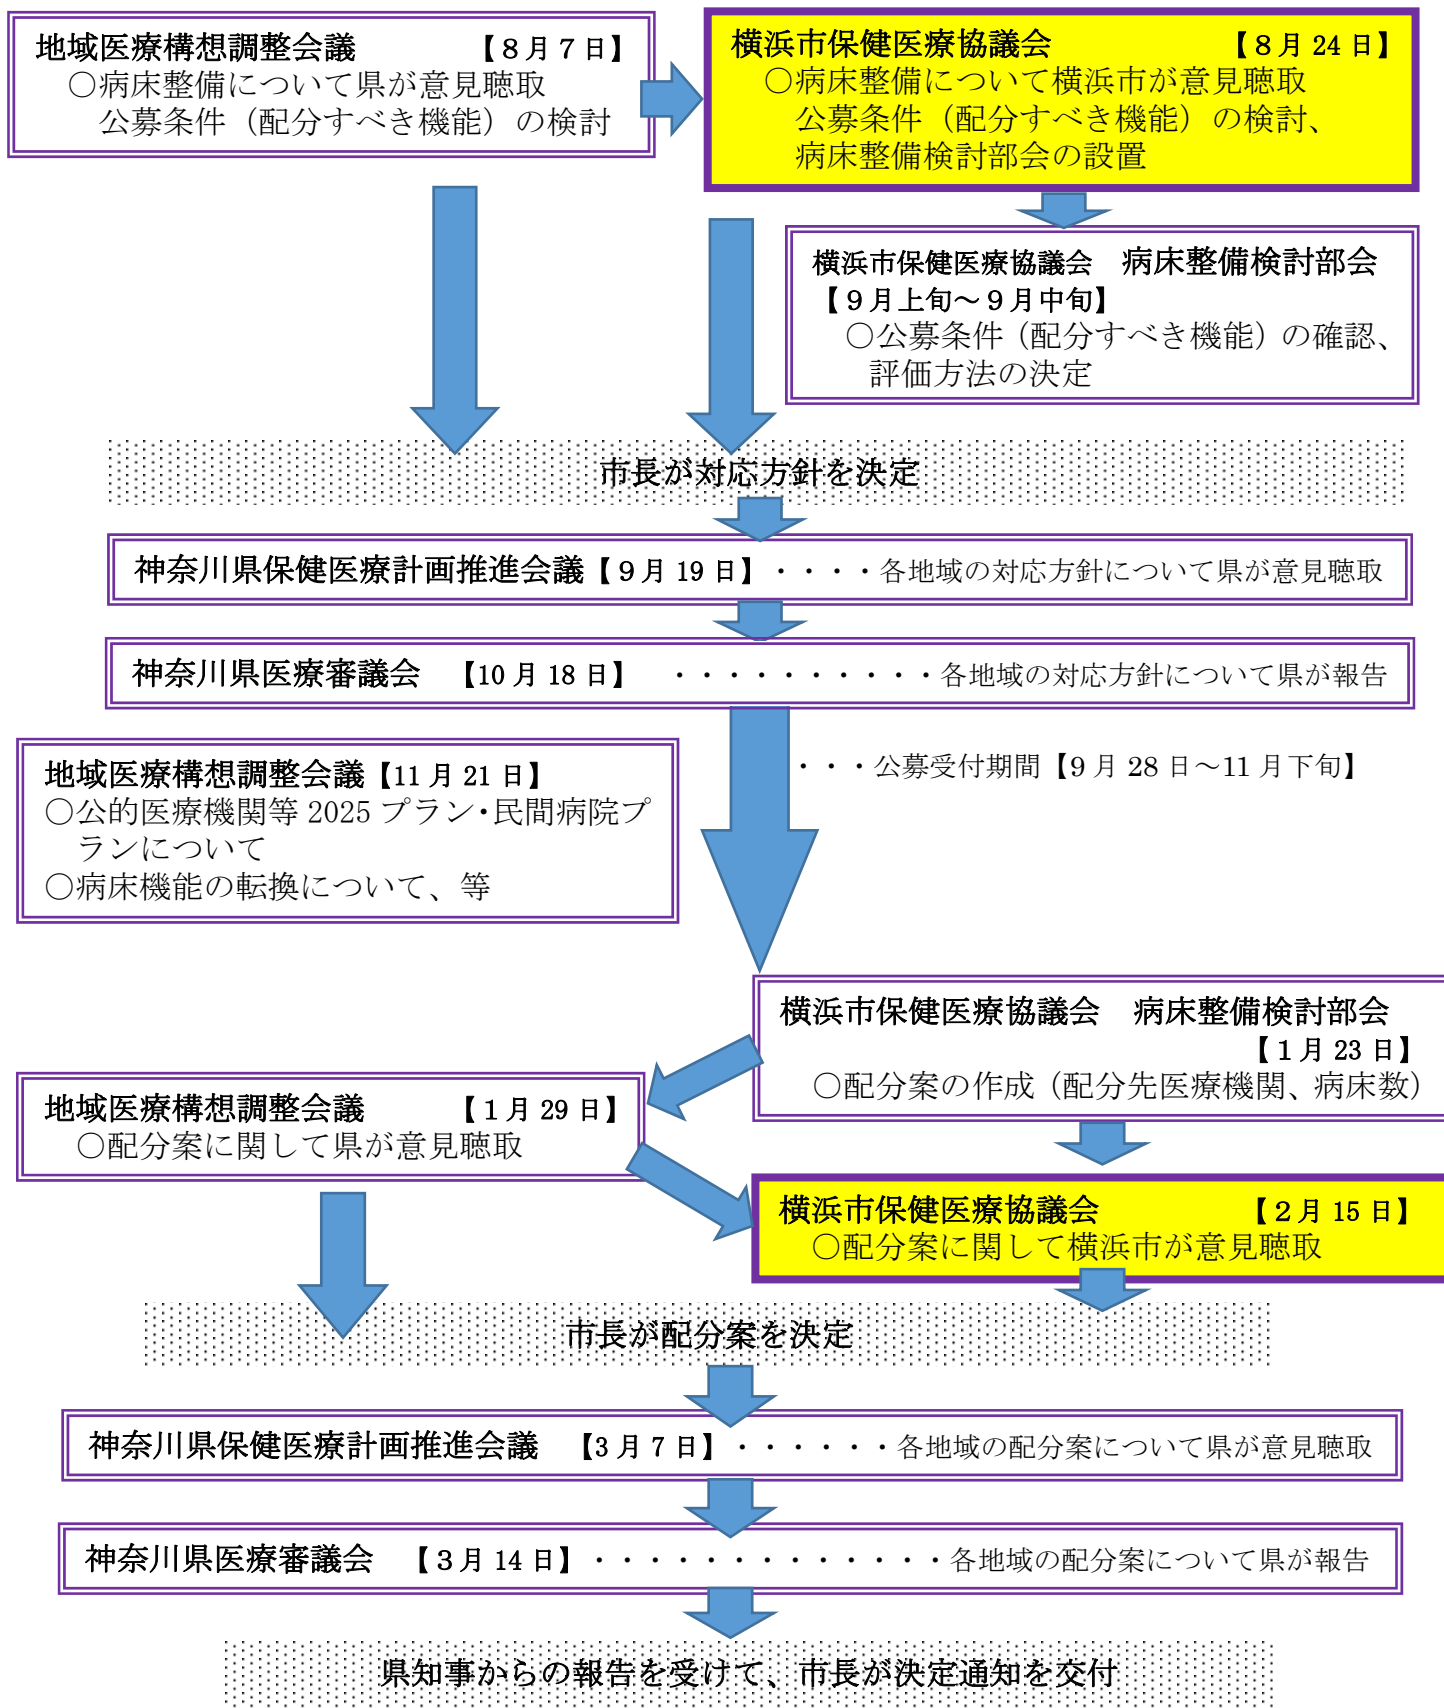 地域医療構想調整会議　【８月７日】
○病床整備について県が意見聴取
公募条件（配分すべき機能）の検討
横浜市保健医療協議会　【８月 24 日】
○病床整備について横浜市が意見聴取
公募条件（配分すべき機能）の検討、
病床整備検討部会の設置
横浜市保健医療協議会　病床整備検討部会
【９月上旬～９月中旬】
○公募条件（配分すべき機能）の確認、
評価方法の決定
市長が対応方針を決定
神奈川県保健医療計画推進会議【９月 19 日】・・・・各地域の対応方針について県が意見聴取
神奈川県医療審議会　【10 月 18 日】　・・・・・・・・・・各地域の対応方針について県が報告
・・・公募受付期間【9 月 28 日～11 月下旬】
地域医療構想調整会議【11 月 21 日】
○公的医療機関等 2025 プラン・民間病院プ
ランについて
○病床機能の転換について、等
横浜市保健医療協議会　病床整備検討部会
【１月 23 日】
○配分案の作成（配分先医療機関、病床数）
地域医療構想調整会議　【１月 29 日】
○配分案に関して県が意見聴取
横浜市保健医療協議会　【２月 15 日】
○配分案に関して横浜市が意見聴取
市長が配分案を決定
神奈川県保健医療計画推進会議　【3 月 7 日】・・・・・・各地域の配分案について県が意見聴取
神奈川県医療審議会　【３月 14 日】・・・・・・・・・・・・・各地域の配分案について県が報告
県知事からの報告を受けて、市長が決定通知を交付